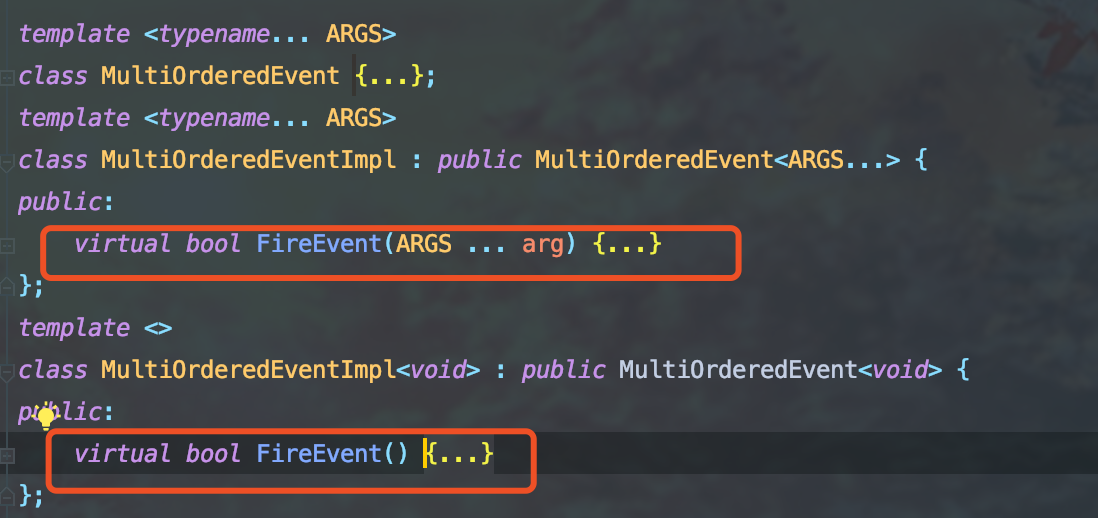 template <typename... ARGS>
class MultiOrderedEvent {...};
template <typename... ARGS>
class MultiOrderedEventImpl : public MultiOrderedEvent<ARGS...> {
public:
virtual bool FireEvent(ARGS ... arg) {...}
};
template <>
class MultiOrderedEventImpl<void> : public MultiOrderedEvent<void> {
public:
virtual bool FireEvent() {...}
};